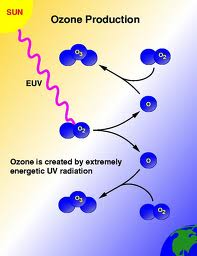 SUN
Ozone Production
O3
O2
EUV
O
O2
Ozone is created by extremely
energetic UV radiation
O
O3
O2